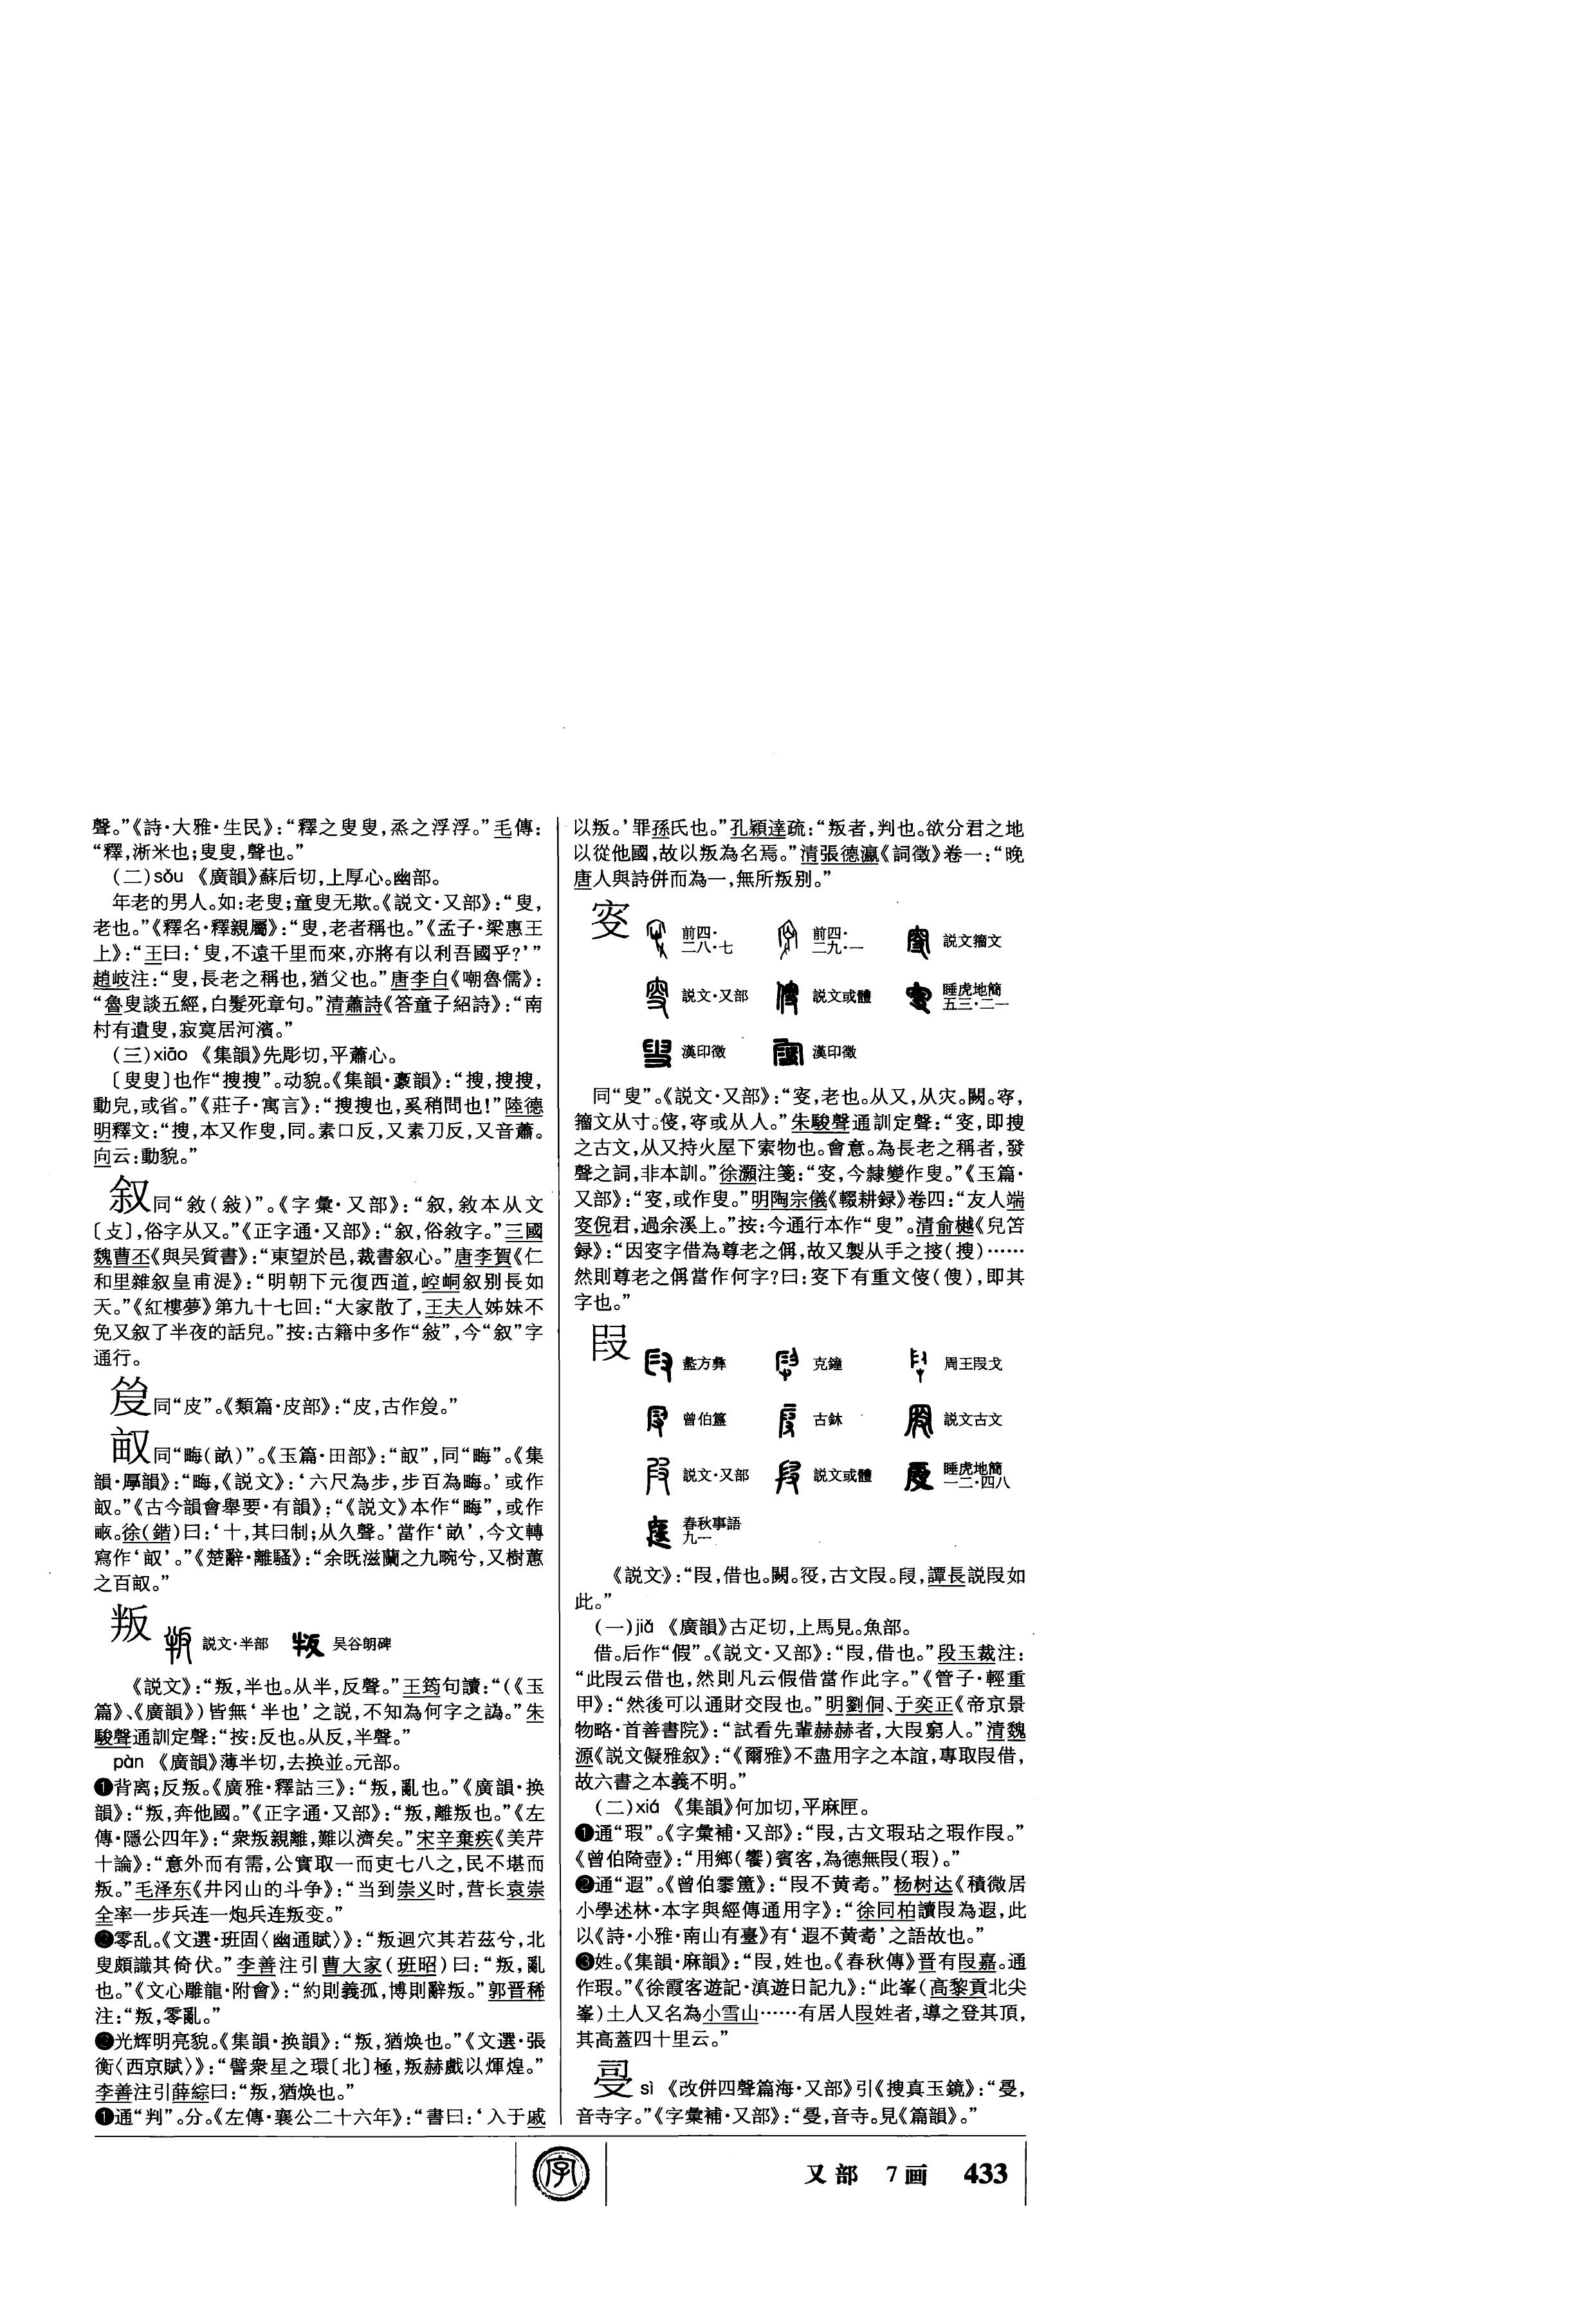 聲。”《詩·大雅·生民》：“釋之叟叟，烝之浮浮。”毛傳：
“釋，淅米也；叟叟，聲也。”
（二）sǒu 《廣韻》蘇后切，上厚心。幽部。
年老的男人。如：老叟；童叟无欺。《説文·又部》：“叟，
老也。”《釋名·釋親屬》：“叟，老者稱也。”《孟子·梁惠王
上》：“王曰：‘叟，不遠千里而來，亦將有以利吾國乎？’”
趙岐注：“叟，長老之稱也，猶父也。”唐李白《嘲魯儒》：
“魯叟談五經，白髮死章句。”清蕭詩《答童子紹詩》：“南
村有遺叟，寂寞居河濱。”
（三）xiāo 《集韻》先彫切，平蕭心。
〔叟叟〕也作“搜搜”。动貌。《集韻·豪韻》：“搜，搜搜，
動皃，或省。”《莊子·寓言》：“搜搜也，奚稍問也！”陸德
明釋文：“搜，本又作叟，同。素口反，又素刀反，又音蕭。
向云：動貌。”
叙 同“敘（敍）”。《字彙·又部》：“叙，敘本从文
〔攴〕，俗字从又。”《正字通·又部》：“叙，俗敘字。”三國
魏曹丕《與吴質書》：“東望於邑，裁書叙心。”唐李賀《仁
和里雜叙皇甫湜》：“明朝下元復西道，崆峒叙别長如
天。”《紅樓夢》第九十七回：“大家散了，王夫人姊妹不
免又叙了半夜的話兒。”按：古籍中多作“敍”，今“叙”字
通行。
同“皮”。《類篇·皮部》：“皮，古作。”
畒 同“畮（畝）”。《玉篇·田部》：“畒”，同“畮”。《集
韻·厚韻》：“畮，《説文》：‘六尺為步，步百為畮。’或作
畒。”《古今韻會舉要·有韻》：“《説文》本作“畮”，或作
畞。徐（鍇）曰：‘十，其曰制；从久聲。’當作‘畝’，今文轉
寫作‘畒’。”《楚辭·離騷》：“余既滋蘭之九畹兮，又樹蕙
之百畒。”
叛 説文·半部 吴谷朗碑
《説文》：“叛，半也。从半，反聲。”王筠句讀：“（《玉
篇》、《廣韻》）皆無‘半也’之説，不知為何字之譌。”朱
駿聲通訓定聲：“按：反也。从反，半聲。”
pàn 《廣韻》薄半切，去换並。元部。
❶背离；反叛。《廣雅·釋詁三》：“叛，亂也。”《廣韻·换
韻》：“叛，奔他國。”《正字通·又部》：“叛，離叛也。”《左
傳·隱公四年》：“衆叛親離，難以濟矣。”宋辛棄疾《美芹
十論》：“意外而有需，公實取一而吏七八之，民不堪而
叛。”毛泽东《井冈山的斗争》：“当到崇义时，营长袁崇
全率一步兵连一炮兵连叛变。”
❷零乱。《文選·班固〈幽通賦〉》：“叛迴穴其若茲兮，北
叟頗識其倚伏。”李善注引曹大家（班昭）曰：“叛，亂
也。”《文心雕龍·附會》：“約則義孤，博則辭叛。”郭晋稀
注：“叛，零亂。”
光辉明亮貌。《集韻·换韻》：“叛，猶焕也。”《文選·張
衡〈西京賦〉》：“譬衆星之環〔北〕極，叛赫戲以煇煌。”
李善注引薛綜曰：“叛，猶焕也。”
通“判”。分。《左傳·襄公二十六年》：“書曰：‘入于戚
以叛。’罪孫氏也。”孔穎達疏：“叛者，判也。欲分君之地
以從他國，故以叛為名焉。”清張德瀛《詞徵》卷一：“晚
唐人與詩併而為一，無所叛别。”
叜 前四·二八·七 前四·二九·一 説文籀文
説文·又部 説文或體 睡虎地簡五三·二一
漢印徵 漢印徵
同“叟”。《説文·又部》：“叜，老也。从又，从灾。闕。㝊，
籀文从寸。㑻，㝊或从人。”朱駿聲通訓定聲：“叜，即搜
之古文，从又持火屋下索物也。會意。為長老之稱者，發
聲之詞，非本訓。”徐灝注箋：“叜，今隸變作叟。”《玉篇·
又部》：“叜，或作叟。”明陶宗儀《輟耕録》卷四：“友人端
叜倪君，過余溪上。”按：今通行本作“叟”。清俞樾《兒笘
録》：“因叜字借為尊老之偁，故又製从手之㨃（搜）……
然則尊老之偁當作何字？曰：叜下有重文㑻（傁），即其
字也。”
叚 盠方彝 克鐘 周王叚戈
曾伯簠 古鉥 説文古文
説文·又部 説文或體 睡虎地簡一二·四八
春秋事語九一
《説文》：“叚，借也。闕。，古文叚。，譚長説叚如
此。”
（一）jiǎ 《廣韻》古疋切，上馬見。魚部。
借。后作“假”。《説文·又部》：“叚，借也。”段玉裁注：
“此叚云借也，然則凡云假借當作此字。”《管子·輕重
甲》：“然後可以通財交叚也。”明劉侗、于奕正《帝京景
物略·首善書院》：“試看先輩赫赫者，大叚窮人。”清魏
源《説文儗雅叙》：“《爾雅》不盡用字之本誼，專取叚借，
故六書之本義不明。”
（二）xiá 《集韻》何加切，平麻匣。
❶通“瑕”。《字彙補·又部》：“叚，古文瑕玷之瑕作叚。”
《曾伯陭壺》：“用鄉（饗）賓客，為德無叚（瑕）。”
❷通“遐”。《曾伯霏簠》：“叚不黄耇。”杨树达《積微居
小學述林·本字與經傳通用字》：“徐同柏讀叚為遐，此
以《詩·小雅·南山有臺》有‘遐不黄耇’之語故也。”
❸姓。《集韻·麻韻》：“叚，姓也。《春秋傳》晋有叚嘉。通
作瑕。”《徐霞客遊記·滇遊日記九》：“此峯（高黎貢北尖
峯）土人又名為小雪山……有居人叚姓者，導之登其頂，
其高蓋四十里云。”
sì 《改併四聲篇海·又部》引《搜真玉鏡》：“，
音寺字。”《字彙補·又部》：“，音寺。見《篇韻》。”
字
又部 7画 433